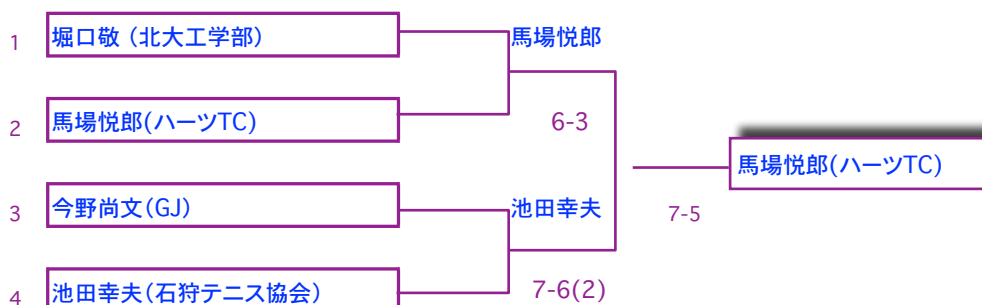 1 堀口敬 (北大工学部)
馬場悦郎
2 馬場悦郎(ハーツTC)
6-3
馬場悦郎(ハーツTC)
3 今野尚文(GJ)
池田幸夫
7-5
4 池田幸夫(石狩テニス協会)
7-6(2)